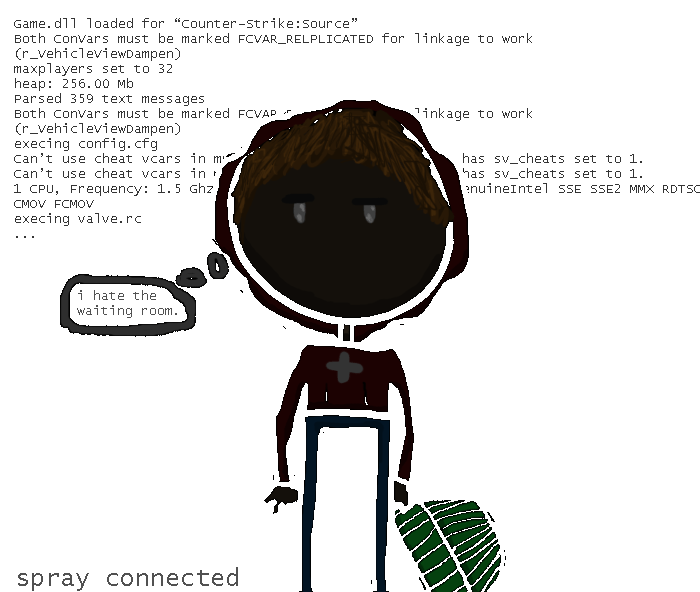 Game.dll loaded for “Counter-Strike:Source”
Both ConVars must be marked FCVAR_RELPLICATED for linkage to work
(r_VehicleViewDampen)
maxplayers set to 32
heap: 256.00 Mb
Parsed 359 text messages
Both ConVars must be marked FCVAR linkage to work
(r_VehicleViewDampen)
execing config.cfg
Can’t use cheat vcars in has sv_cheats set to 1.
Can’t use cheat vcars in has sv_cheats set to 1.
1 CPU, Frequency: 1.5 Ghz enuineIntel SSE SSE2 MMX RDTSC
CMOV FCMOV
execing valve.rc
...
i hate the
waiting room.
spray connected